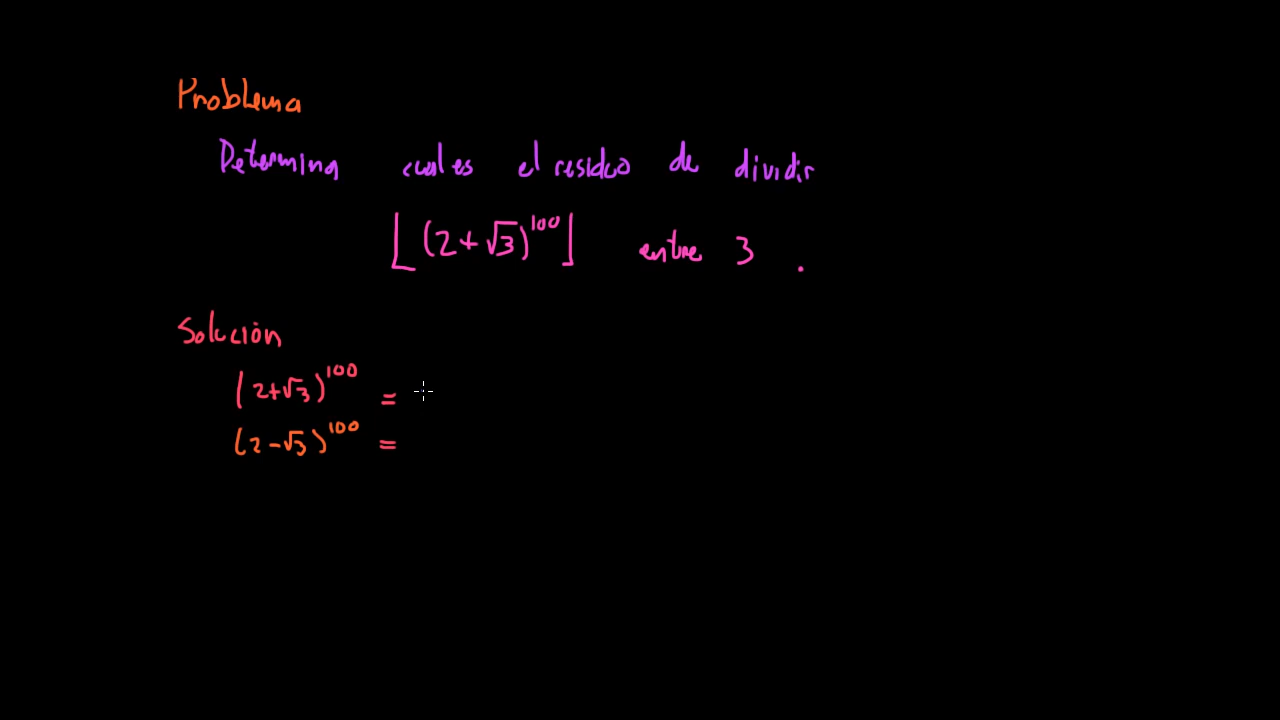 Problema
Determina cual es el residuo de dividir
⌊(2+√3)^100⌋ entre 3 .
Solución
(2+√3)^100 =
(2-√3)^100 =